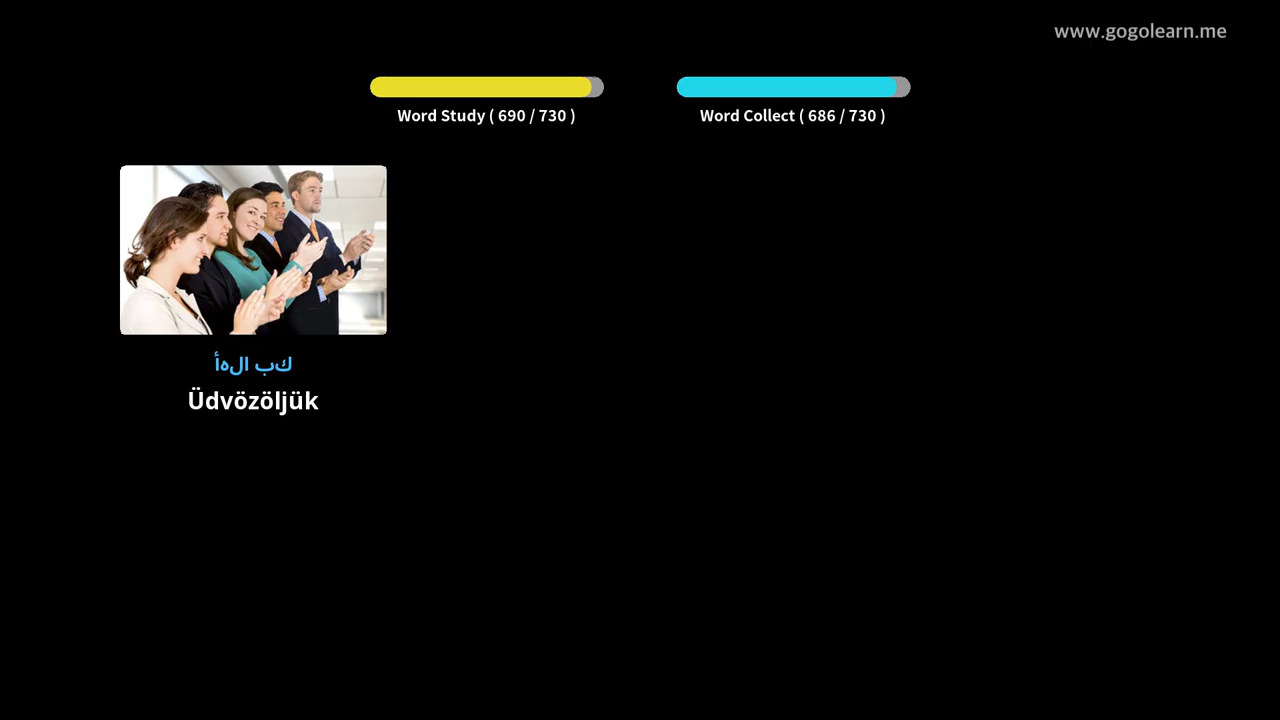 www.gogolearn.me
Word Study ( 690 / 730 )
Word Collect ( 686 / 730 )
كب الهأ
Üdvözöljük